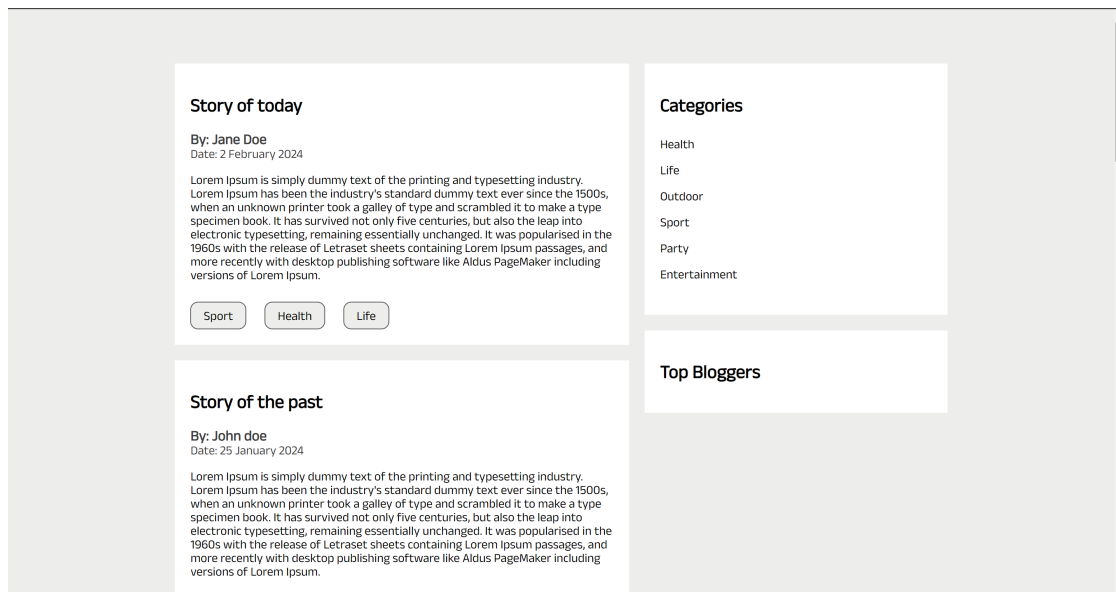 Story of today
By: Jane Doe
Date: 2 February 2024
Lorem Ipsum is simply dummy text of the printing and typesetting industry.
Lorem Ipsum has been the industry's standard dummy text ever since the 1500s,
when an unknown printer took a galley of type and scrambled it to make a type
specimen book. It has survived not only five centuries, but also the leap into
electronic typesetting, remaining essentially unchanged. It was popularised in the
1960s with the release of Letraset sheets containing Lorem Ipsum passages, and
more recently with desktop publishing software like Aldus PageMaker including
versions of Lorem Ipsum.
Sport
Health
Life
Story of the past
By: John doe
Date: 25 January 2024
Lorem Ipsum is simply dummy text of the printing and typesetting industry.
Lorem Ipsum has been the industry's standard dummy text ever since the 1500s,
when an unknown printer took a galley of type and scrambled it to make a type
specimen book. It has survived not only five centuries, but also the leap into
electronic typesetting, remaining essentially unchanged. It was popularised in the
1960s with the release of Letraset sheets containing Lorem Ipsum passages, and
more recently with desktop publishing software like Aldus PageMaker including
versions of Lorem Ipsum.
Categories
Health
Life
Outdoor
Sport
Party
Entertainment
Top Bloggers